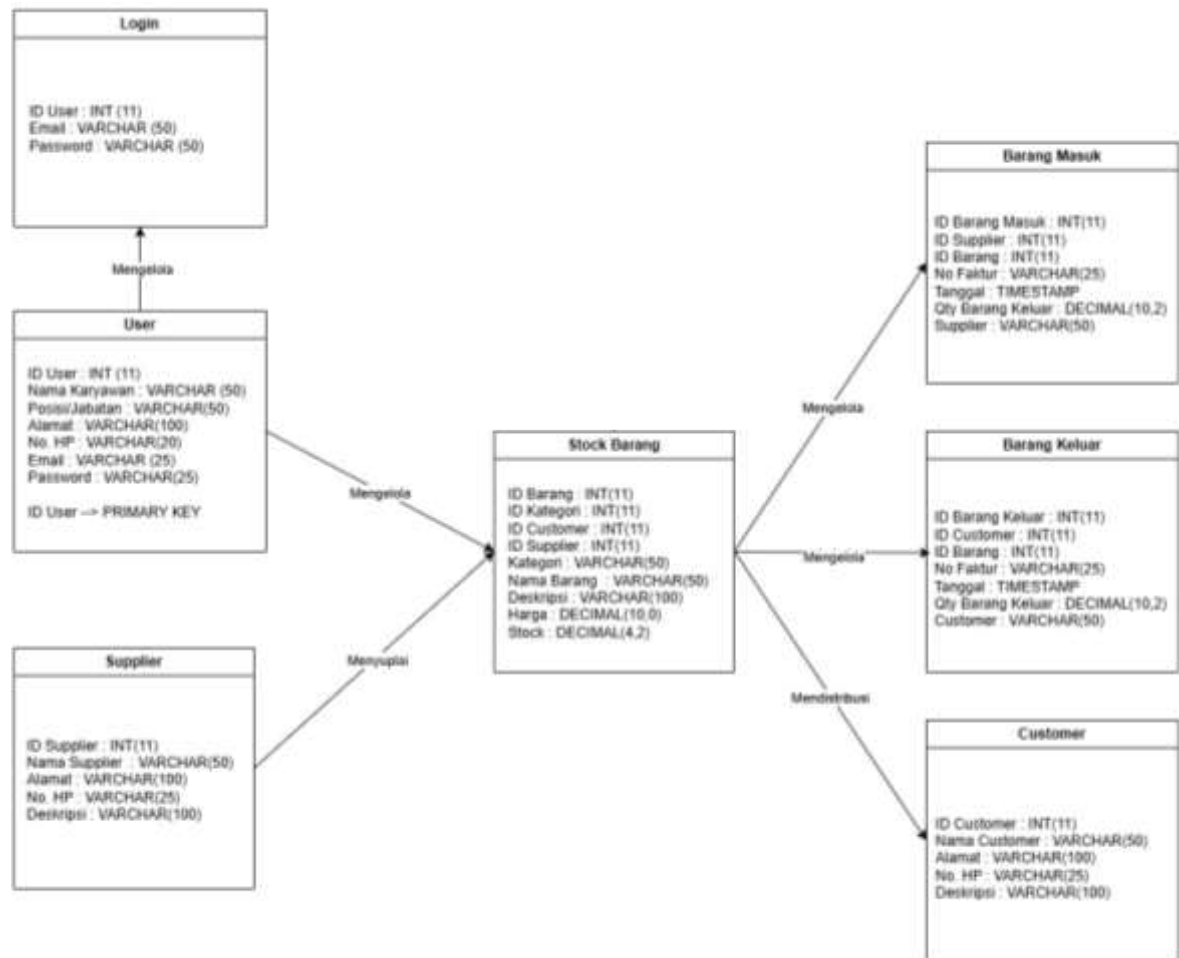 Login
ID User : INT (11)
Email : VARCHAR (50)
Password : VARCHAR (50)
Mengelola
User
ID User : INT (11)
Nama Karyawan : VARCHAR (50)
Posisi/Jabatan : VARCHAR(50)
Alamat : VARCHAR(100)
No. HP : VARCHAR(20)
Email : VARCHAR (25)
Password : VARCHAR(25)
ID User --> PRIMARY KEY
Mengelola
Supplier
ID Supplier : INT(11)
Nama Supplier : VARCHAR(50)
Alamat : VARCHAR(100)
No. HP : VARCHAR(25)
Deskripsi : VARCHAR(100)
Menyuplai
Stock Barang
ID Barang : INT(11)
ID Kategori : INT(11)
ID Customer : INT(11)
ID Supplier : INT(11)
Kategori : VARCHAR(50)
Nama Barang : VARCHAR(50)
Deskripsi : VARCHAR(100)
Harga : DECIMAL(10,0)
Stock : DECIMAL(4,2)
Mengelola
Barang Masuk
ID Barang Masuk : INT(11)
ID Supplier : INT(11)
ID Barang : INT(11)
No Faktur : VARCHAR(25)
Tanggal : TIMESTAMP
Qty Barang Keluar : DECIMAL(10,2)
Supplier : VARCHAR(50)
Mengelola
Barang Keluar
ID Barang Keluar : INT(11)
ID Customer : INT(11)
ID Barang : INT(11)
No Faktur : VARCHAR(25)
Tanggal : TIMESTAMP
Qty Barang Keluar : DECIMAL(10,2)
Customer : VARCHAR(50)
Mendistribusi
Customer
ID Customer : INT(11)
Nama Customer : VARCHAR(50)
Alamat : VARCHAR(100)
No. HP : VARCHAR(25)
Deskripsi : VARCHAR(100)